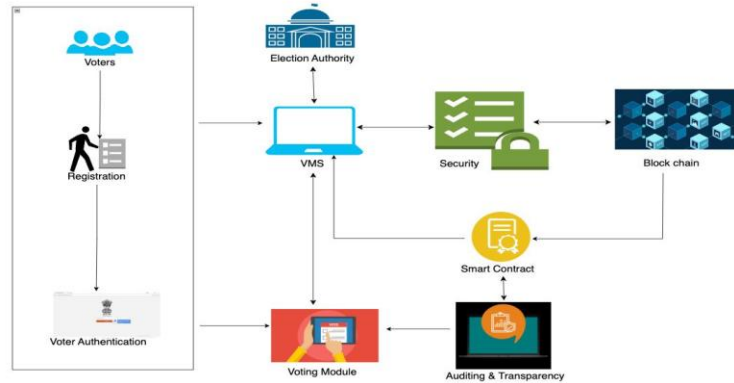 Voters
Election Authority
Registration
VMS
Security
Block chain
Smart Contract
Voter Authentication
Voting Module
Auditing & Transparency